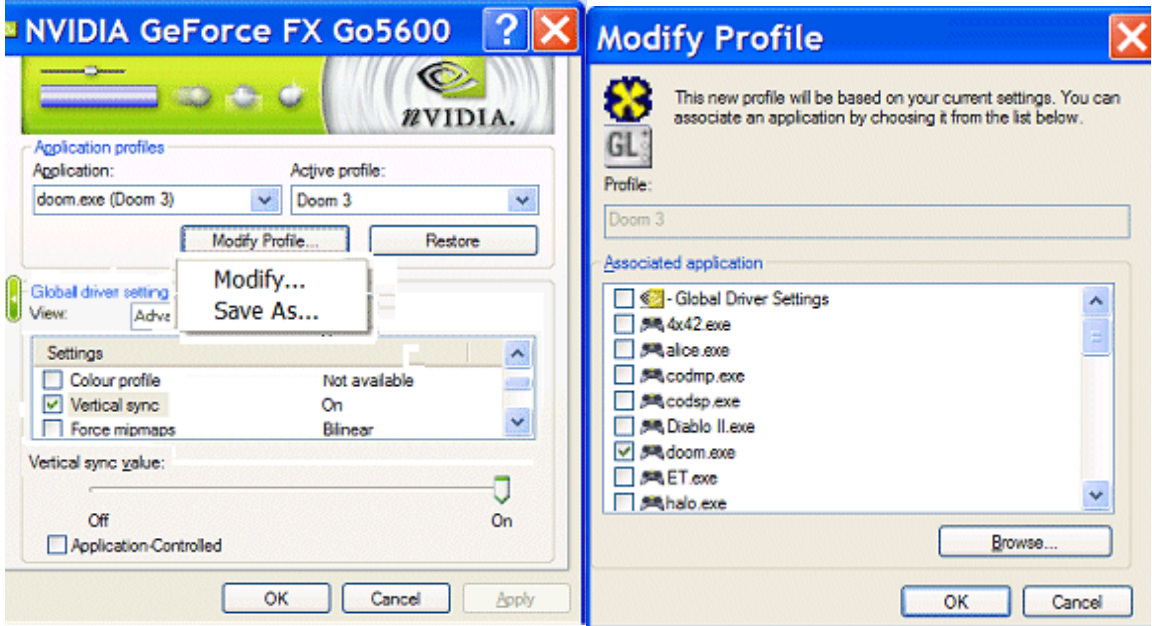 NVIDIA GeForce FX Go5600
nVIDIA.
Application profiles
Application:
Active profile:
doom.exe (Doom 3)
Doom 3
Modify Profile...
Restore
Modify...
Save As...
Global driver setting
View:
Adva
Settings
Colour profile
Not available
Vertical sync
On
Force mipmaps
Bilinear
Vertical sync value:
Off
On
Application-Controlled
OK
Cancel
Apply
Modify Profile
This new profile will be based on your current settings. You can
associate an application by choosing it from the list below.
GL
Profile:
Doom 3
Associated application
- Global Driver Settings
4x42.exe
alice.exe
codmp.exe
codsp.exe
Diablo II.exe
doom.exe
ET.exe
halo.exe
Browse...
OK
Cancel